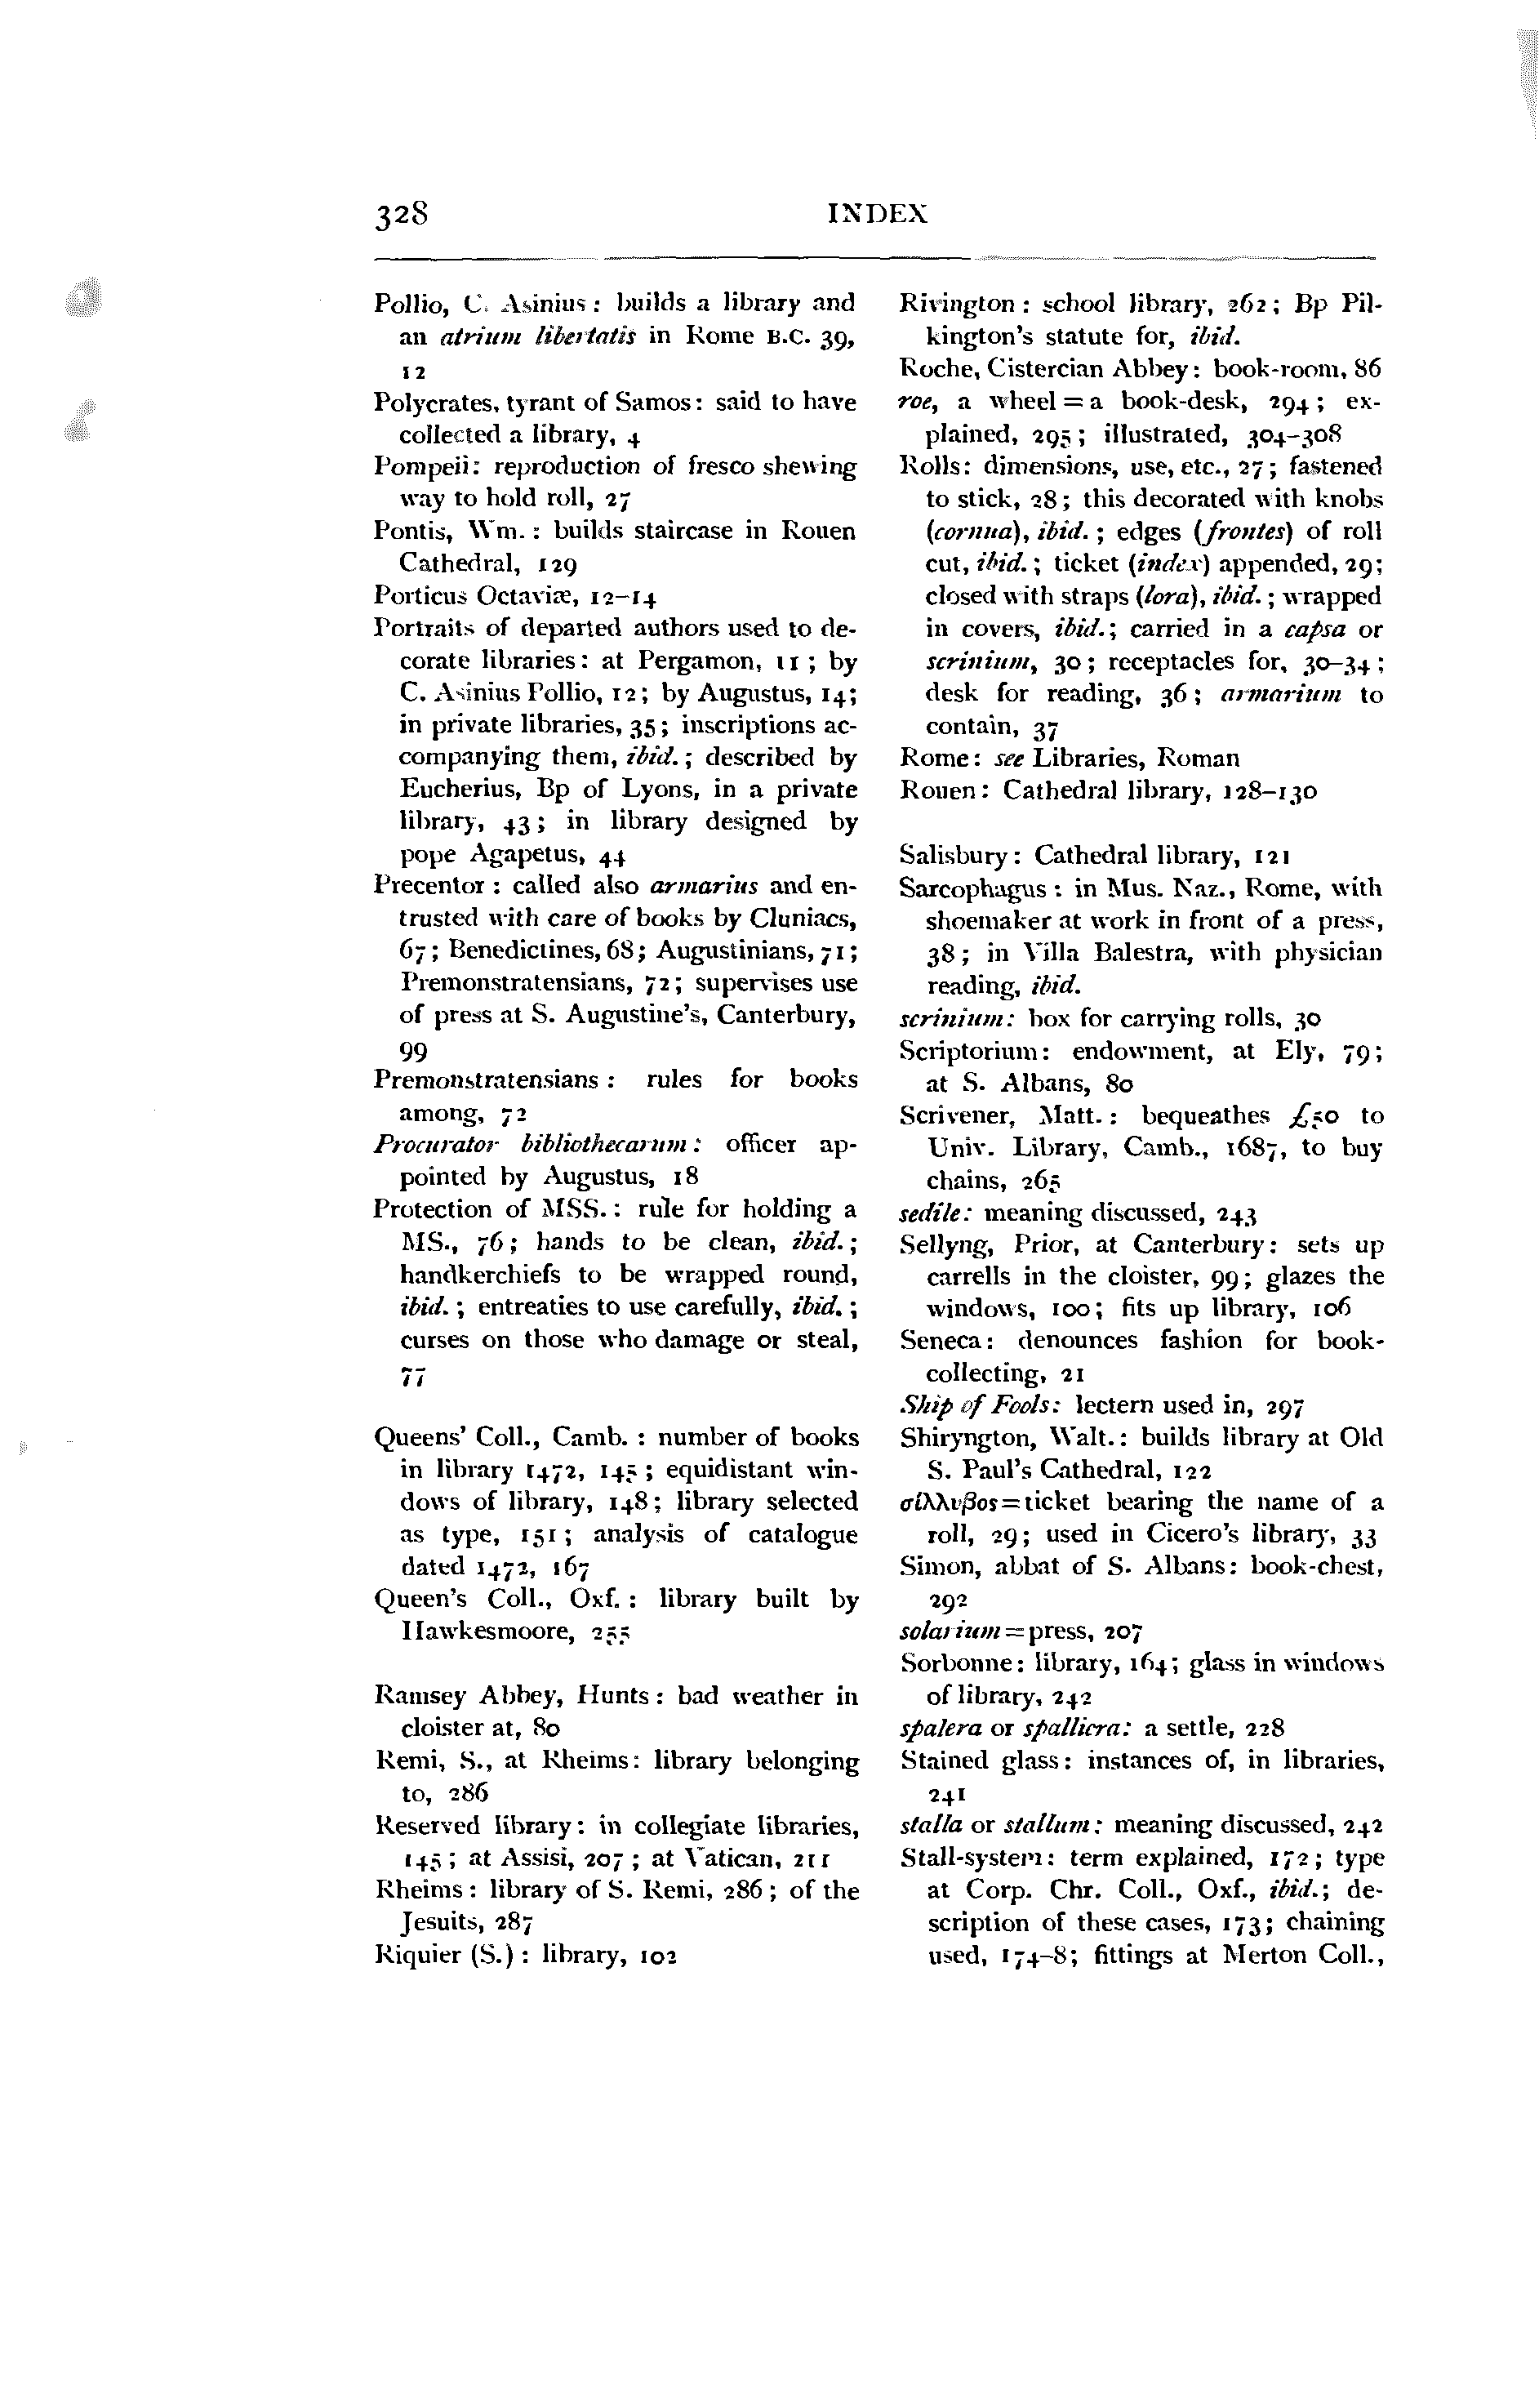 328
INDEX
Pollio, C. Asinius: builds a library and
an atrium libertatis in Rome B.C. 39,
12
Polycrates, tyrant of Samos: said to have
collected a library, 4
Pompeii: reproduction of fresco shewing
way to hold roll, 27
Pontis, Wm.: builds staircase in Rouen
Cathedral, 129
Porticus Octaviæ, 12–14
Portraits of departed authors used to de-
corate libraries: at Pergamon, 11; by
C. Asinius Pollio, 12; by Augustus, 14;
in private libraries, 35; inscriptions ac-
companying them, ibid.; described by
Eucherius, Bp of Lyons, in a private
library, 43; in library designed by
pope Agapetus, 44
Precentor: called also armarius and en-
trusted with care of books by Cluniacs,
67; Benedictines, 68; Augustinians, 71;
Premonstratensians, 72; supervises use
of press at S. Augustine's, Canterbury,
99
Premonstratensians: rules for books
among, 72
Procurator bibliothecarum: officer ap-
pointed by Augustus, 18
Protection of MSS.: rule for holding a
MS., 76; hands to be clean, ibid.;
handkerchiefs to be wrapped round,
ibid.; entreaties to use carefully, ibid.;
curses on those who damage or steal,
77
Queens' Coll., Camb.: number of books
in library 1472, 145; equidistant win-
dows of library, 148; library selected
as type, 151; analysis of catalogue
dated 1472, 167
Queen's Coll., Oxf.: library built by
Hawkesmoore, 255
Ramsey Abbey, Hunts: bad weather in
cloister at, 80
Remi, S., at Rheims: library belonging
to, 286
Reserved library: in collegiate libraries,
145; at Assisi, 207; at Vatican, 211
Rheims: library of S. Remi, 286; of the
Jesuits, 287
Riquier (S.): library, 102
Rivington: school library, 262; Bp Pil-
kington's statute for, ibid.
Roche, Cistercian Abbey: book-room, 86
roe, a wheel = a book-desk, 294; ex-
plained, 295; illustrated, 304–308
Rolls: dimensions, use, etc., 27; fastened
to stick, 28; this decorated with knobs
(cornua), ibid.; edges (frontes) of roll
cut, ibid.; ticket (index) appended, 29;
closed with straps (lora), ibid.; wrapped
in covers, ibid.; carried in a capsa or
scrinium, 30; receptacles for, 30–34;
desk for reading, 36; armarium to
contain, 37
Rome: see Libraries, Roman
Rouen: Cathedral library, 128–130
Salisbury: Cathedral library, 121
Sarcophagus: in Mus. Naz., Rome, with
shoemaker at work in front of a press,
38; in Villa Balestra, with physician
reading, ibid.
scrinium: box for carrying rolls, 30
Scriptorium: endowment, at Ely, 79;
at S. Albans, 80
Scrivener, Matt.: bequeathes £50 to
Univ. Library, Camb., 1687, to buy
chains, 265
sedile: meaning discussed, 243
Sellyng, Prior, at Canterbury: sets up
carrells in the cloister, 99; glazes the
windows, 100; fits up library, 106
Seneca: denounces fashion for book-
collecting, 21
Ship of Fools: lectern used in, 297
Shiryngton, Walt.: builds library at Old
S. Paul's Cathedral, 122
σίλλυβος = ticket bearing the name of a
roll, 29; used in Cicero's library, 33
Simon, abbat of S. Albans: book-chest,
292
solarium = press, 207
Sorbonne: library, 164; glass in windows
of library, 242
spalera or spallicra: a settle, 228
Stained glass: instances of, in libraries,
241
stalla or stallum: meaning discussed, 242
Stall-system: term explained, 172; type
at Corp. Chr. Coll., Oxf., ibid.; de-
scription of these cases, 173; chaining
used, 174–8; fittings at Merton Coll.,